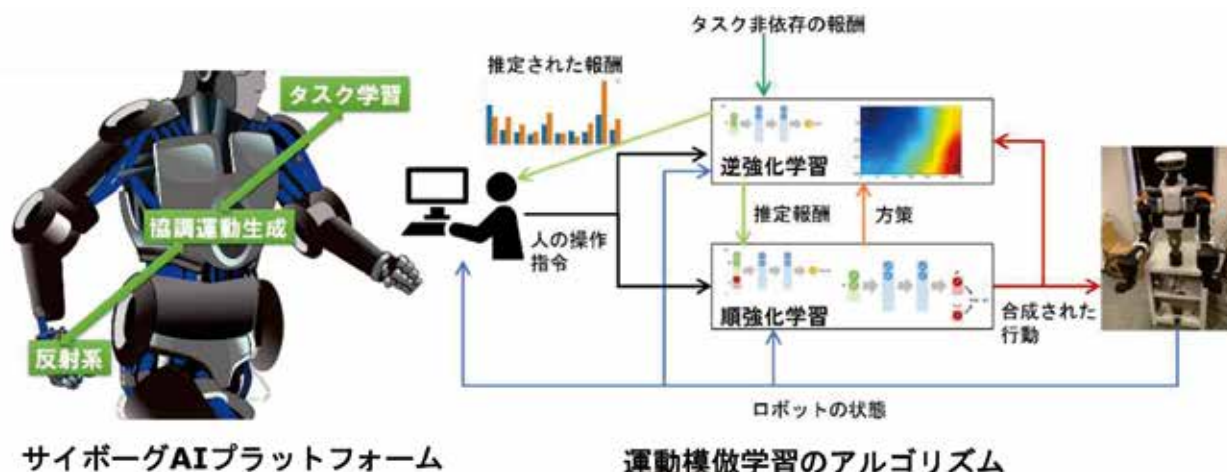 タスク非依存の報酬
推定された報酬
タスク学習
協調運動生成
反射系
人の操作
指令
逆強化学習
推定報酬
方策
順強化学習
合成された
行動
ロボットの状態
サイボーグAIプラットフォーム
運動模倣学習のアルゴリズム